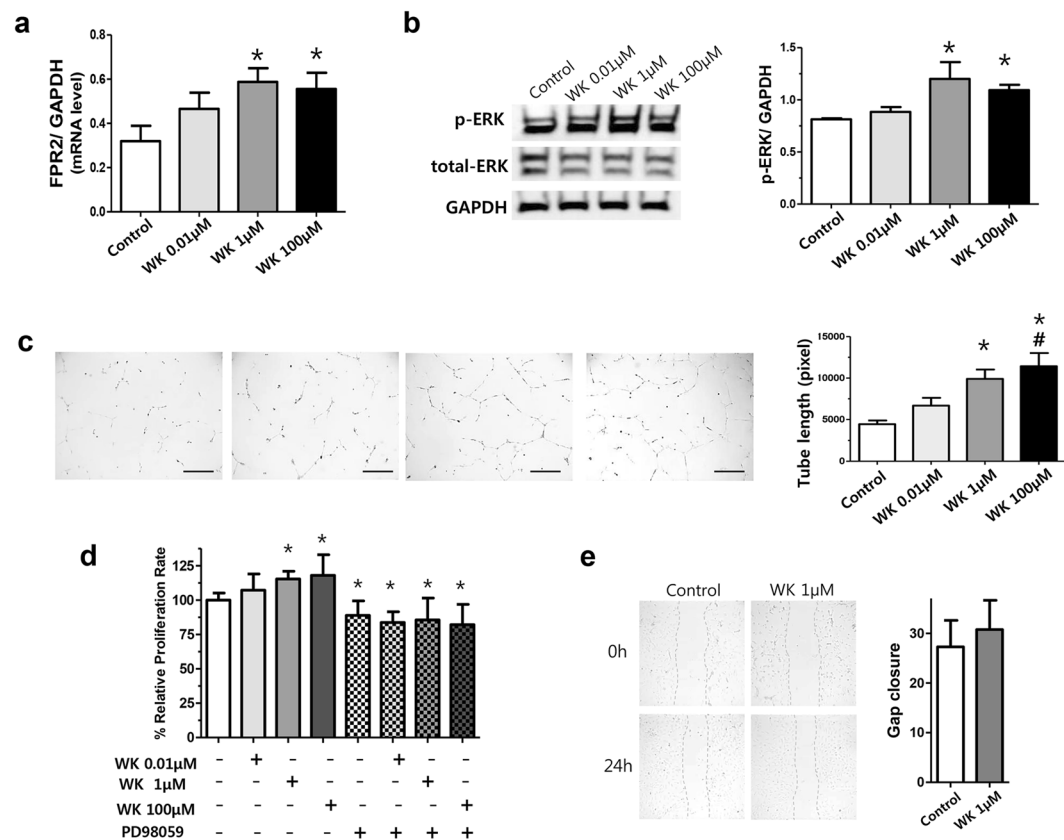 a
FPR2/ GAPDH
(mRNA level)
0.8
0.6
0.4
0.2
0.0
*
*
Control
WK 0.01μM
WK 1μM
WK 100μM
b
Control
WK 0.01μM
WK 1μM
WK 100μM
p-ERK
total-ERK
GAPDH
p-ERK/ GAPDH
1.5
1.0
0.5
0.0
*
*
Control
WK 0.01μM
WK 1μM
WK 100μM
c
Tube length (pixel)
15000
10000
5000
0
*
*
#
Control
WK 0.01μM
WK 1μM
WK 100μM
d
% Relative Proliferation Rate
125
100
75
50
25
0
* * * * * *
WK 0.01μM – + – – – + – –
WK 1μM – – + – – – + –
WK 100μM – – – + – – – +
PD98059 – – – – + + + +
e
Control WK 1μM
0h
24h
Gap closure
30
20
10
0
Control
WK 1μM